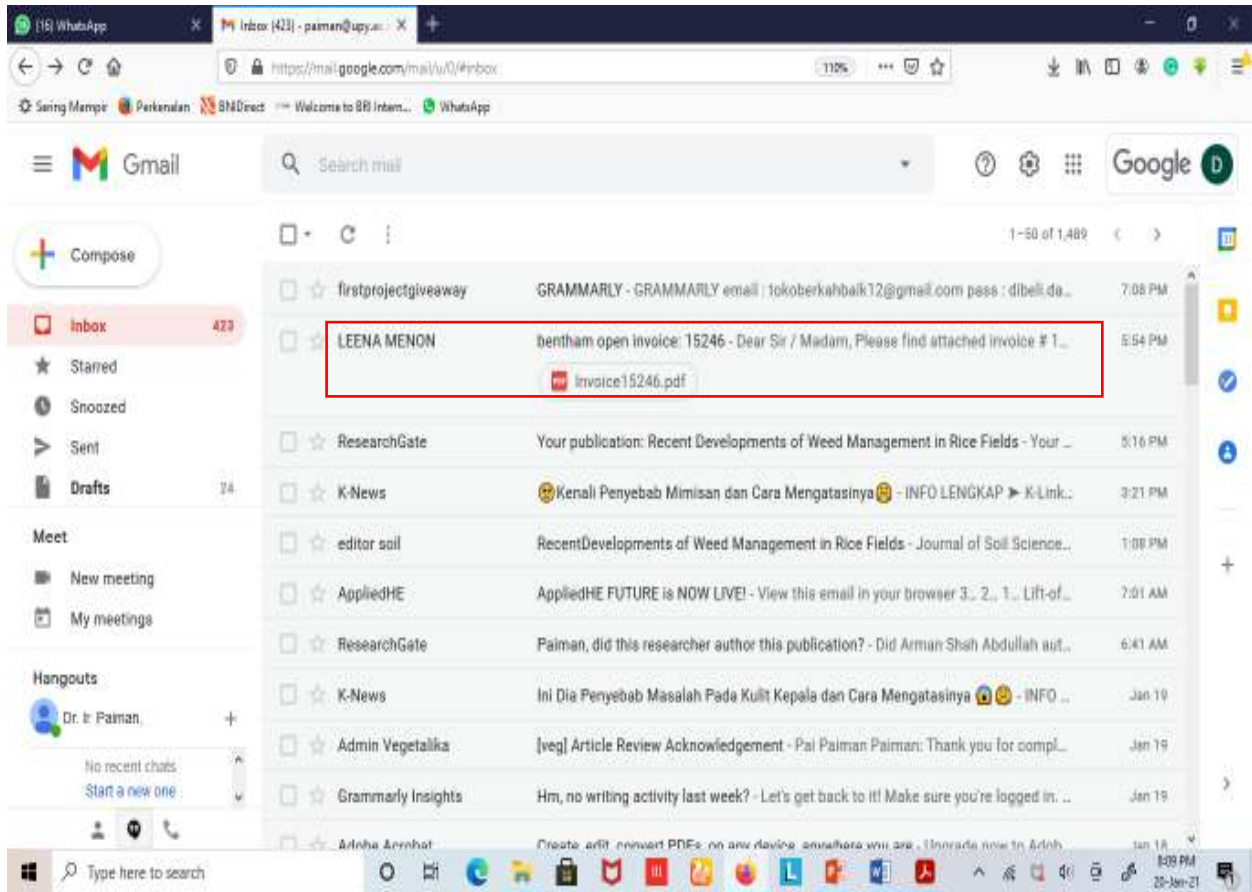 (16) WhatsApp
Inbox (423) - paiman@upy.ac.
https://mail.google.com/mail/u/0/#inbox
110%
Sering Mampir Perkenalan BNIDirect Welcome to BRI Intern... WhatsApp
Gmail
Search mail
Google D
Compose
1-50 of 1,489
Inbox 423
Starred
Snoozed
Sent
Drafts 24
Meet
New meeting
My meetings
Hangouts
Dr. Ir. Paiman,
No recent chats
Start a new one
firstprojectgiveaway GRAMMARLY - GRAMMARLY email : tokoberkahbaik12@gmail.com pass : dibeli.da... 7:08 PM
LEENA MENON bentham open invoice: 15246 - Dear Sir / Madam, Please find attached invoice # 1... 5:54 PM
PDF Invoice15246.pdf
ResearchGate Your publication: Recent Developments of Weed Management in Rice Fields - Your ... 5:16 PM
K-News Kenali Penyebab Mimisan dan Cara Mengatasinya - INFO LENGKAP ➤ K-Link... 3:21 PM
editor soil RecentDevelopments of Weed Management in Rice Fields - Journal of Soil Science... 1:08 PM
AppliedHE AppliedHE FUTURE is NOW LIVE! - View this email in your browser 3... 2... 1... Lift-of... 7:01 AM
ResearchGate Paiman, did this researcher author this publication? - Did Arman Shah Abdullah aut... 6:41 AM
K-News Ini Dia Penyebab Masalah Pada Kulit Kepala dan Cara Mengatasinya - INFO ... Jan 19
Admin Vegetalika [veg] Article Review Acknowledgement - Pai Paiman Paiman: Thank you for compl... Jan 19
Grammarly Insights Hm, no writing activity last week? - Let's get back to it! Make sure you're logged in. ... Jan 19
Adobe Acrobat Create, edit, convert PDFs, on any device, anywhere you are - Upgrade now to Adob... Jan 18
Type here to search
8:09 PM
20-Jan-21